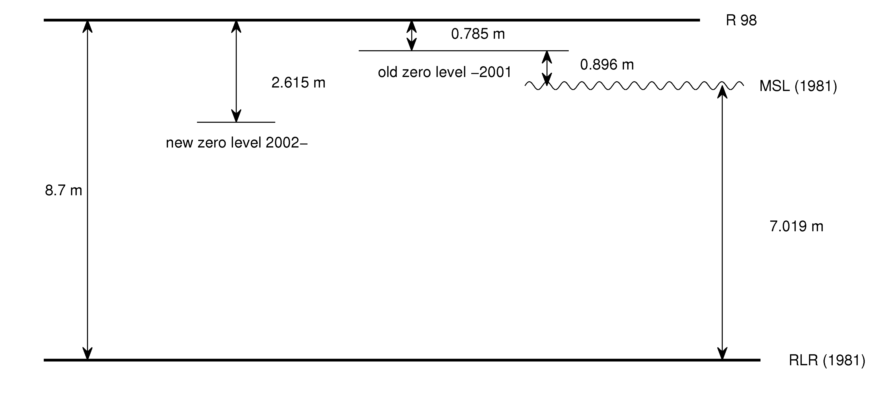 R 98
0.785 m
0.896 m
old zero level −2001
2.615 m
MSL (1981)
new zero level 2002−
8.7 m
7.019 m
RLR (1981)